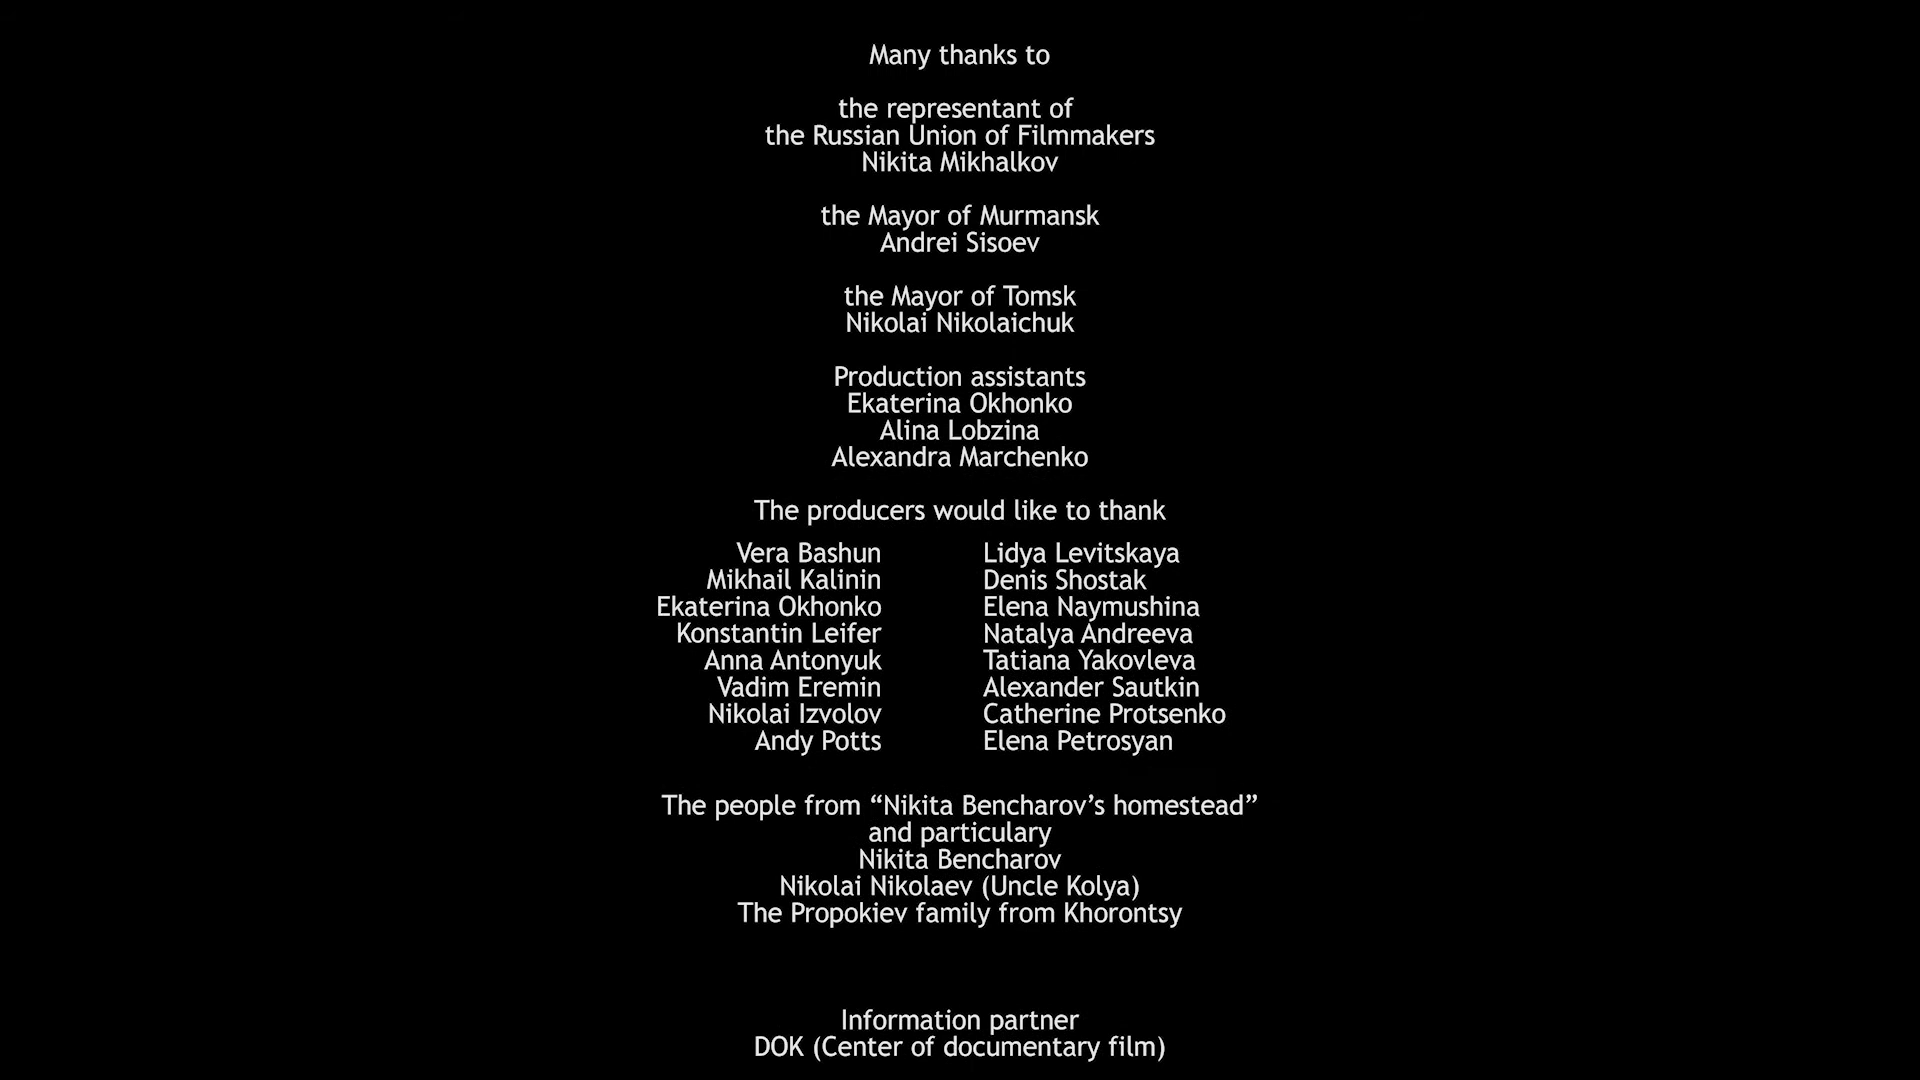 Many thanks to
the representant of
the Russian Union of Filmmakers
Nikita Mikhalkov
the Mayor of Murmansk
Andrei Sisoev
the Mayor of Tomsk
Nikolai Nikolaichuk
Production assistants
Ekaterina Okhonko
Alina Lobzina
Alexandra Marchenko
The producers would like to thank
Vera Bashun
Mikhail Kalinin
Ekaterina Okhonko
Konstantin Leifer
Anna Antonyuk
Vadim Eremin
Nikolai Izvolov
Andy Potts
Lidya Levitskaya
Denis Shostak
Elena Naymushina
Natalya Andreeva
Tatiana Yakovleva
Alexander Sautkin
Catherine Protsenko
Elena Petrosyan
The people from “Nikita Bencharov’s homestead”
and particulary
Nikita Bencharov
Nikolai Nikolaev (Uncle Kolya)
The Propokiev family from Khorontsy
Information partner
DOK (Center of documentary film)